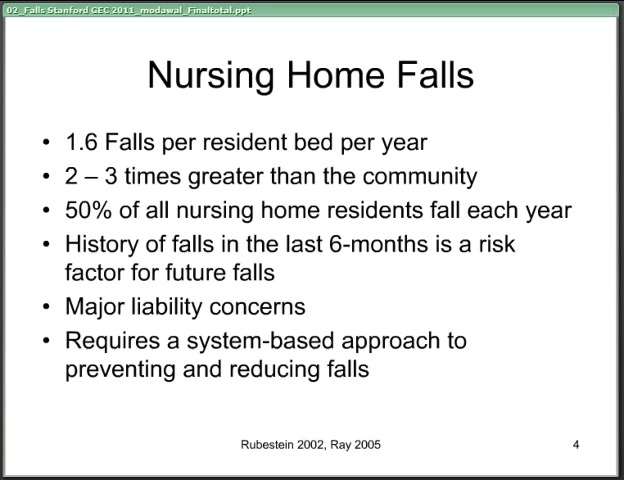 02_Falls Stanford GEC 2011_modawal_Finaltotal.ppt
Nursing Home Falls
• 1.6 Falls per resident bed per year
• 2 – 3 times greater than the community
• 50% of all nursing home residents fall each year
• History of falls in the last 6-months is a risk
factor for future falls
• Major liability concerns
• Requires a system-based approach to
preventing and reducing falls
Rubestein 2002, Ray 2005
4